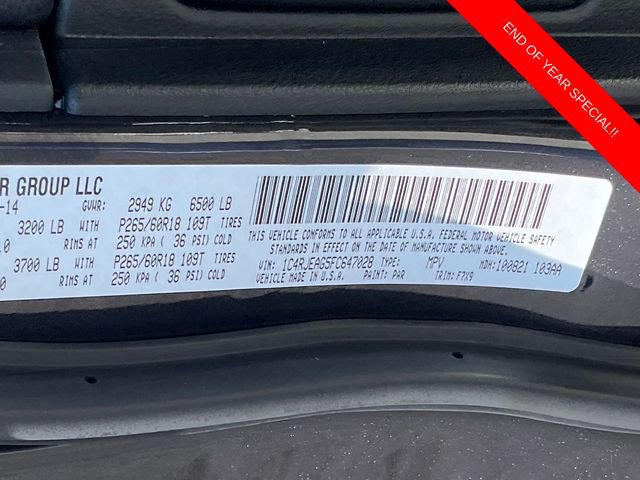 END OF YEAR SPECIAL!!
R GROUP LLC
-14 GVWR: 2949 KG 6500 LB
3200 LB WITH P265/60R18 109T TIRES
RIMS AT 250 KPA ( 36 PSI) COLD
3700 LB WITH P265/60R18 109T TIRES
RIMS AT 250 KPA ( 36 PSI) COLD
THIS VEHICLE CONFORMS TO ALL APPLICABLE U.S.A. FEDERAL MOTOR VEHICLE SAFETY
STANDARDS IN EFFECT ON THE DATE OF MANUFACTURE SHOWN ABOVE.
VIN: 1C4RJEAG5FC647028 TYPE: MPV MDH:100821 103AA
VEHICLE MADE IN U.S.A. PAINT: PAR TRIM: F7X9